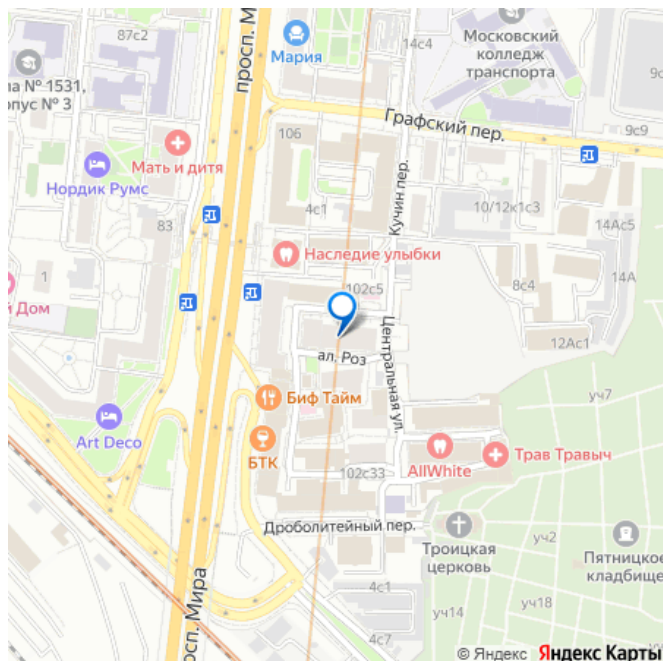 87с2
просп. М
Мария
14с4
Московский
колледж
транспорта
ла № 1531,
опус № 3
Графский пер.
9с9
106
Мать и дитя
Нордик Румс
4с1
Кучин пер.
10/12к1с3
14Ас5
83
Наследие улыбки
1
й Дом
102с5
8с4
14А
12Ас1
ал. Роз
Центральная ул.
Биф Тайм
уч7
Art Deco
БТК
102с33
AllWhite
Трав Травыч
Дроболитейный пер.
Троицкая
церковь
уч2
Пятницкое
кладбище
просп. Мира
4с1
уч14
уч18
4с7
© Яндекс Яндекс Карты